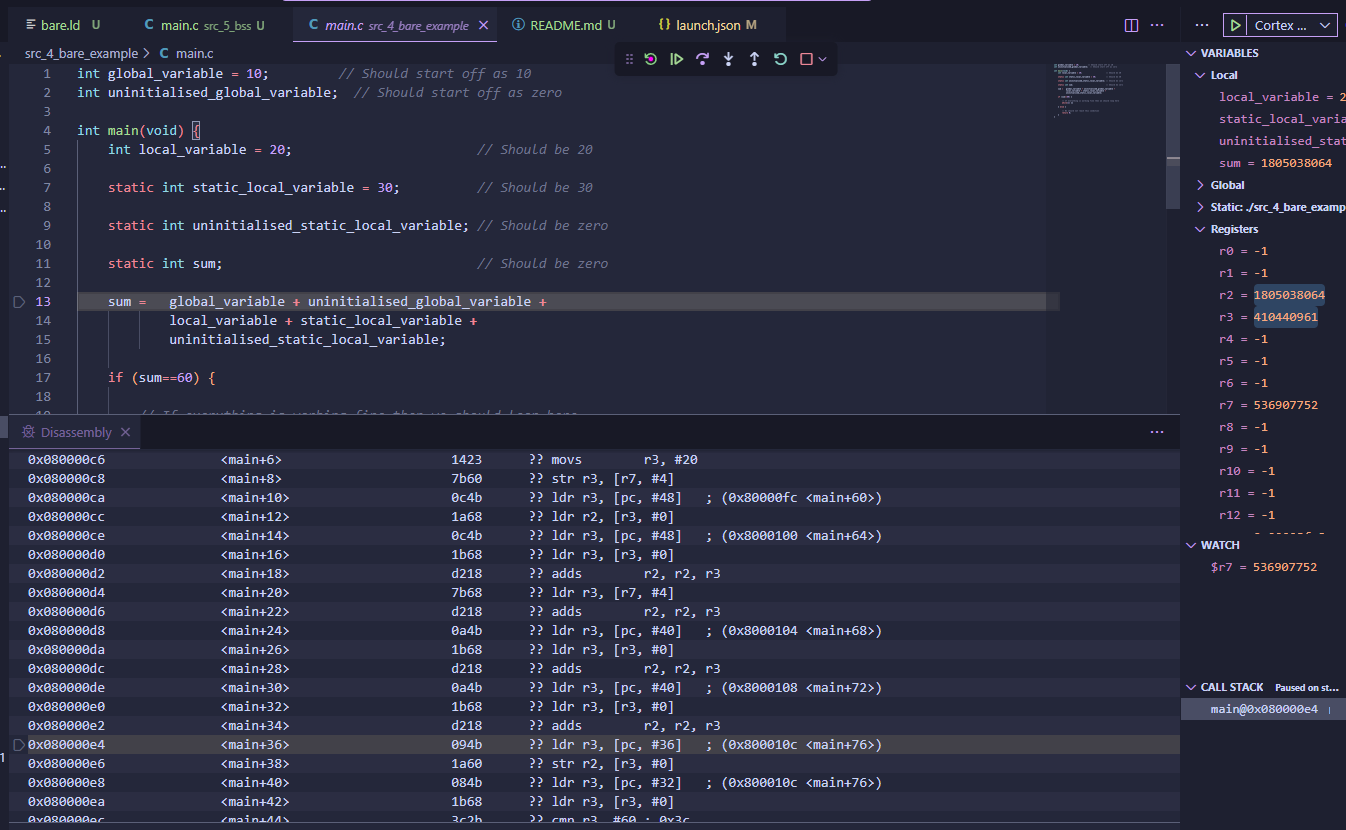 bare.ld U
C main.c src_5_bss U
C main.c src_4_bare_example
README.md U
{} launch.json M
Cortex ...
src_4_bare_example > C main.c
1 int global_variable = 10; // Should start off as 10
2 int uninitialised_global_variable; // Should start off as zero
3
4 int main(void) {
5 int local_variable = 20; // Should be 20
6
7 static int static_local_variable = 30; // Should be 30
8
9 static int uninitialised_static_local_variable; // Should be zero
10
11 static int sum; // Should be zero
12
13 sum = global_variable + uninitialised_global_variable +
14 local_variable + static_local_variable +
15 uninitialised_static_local_variable;
16
17 if (sum==60) {
18
Disassembly
0x080000c6 <main+6> 1423 ?? movs r3, #20
0x080000c8 <main+8> 7b60 ?? str r3, [r7, #4]
0x080000ca <main+10> 0c4b ?? ldr r3, [pc, #48] ; (0x80000fc <main+60>)
0x080000cc <main+12> 1a68 ?? ldr r2, [r3, #0]
0x080000ce <main+14> 0c4b ?? ldr r3, [pc, #48] ; (0x8000100 <main+64>)
0x080000d0 <main+16> 1b68 ?? ldr r3, [r3, #0]
0x080000d2 <main+18> d218 ?? adds r2, r2, r3
0x080000d4 <main+20> 7b68 ?? ldr r3, [r7, #4]
0x080000d6 <main+22> d218 ?? adds r2, r2, r3
0x080000d8 <main+24> 0a4b ?? ldr r3, [pc, #40] ; (0x8000104 <main+68>)
0x080000da <main+26> 1b68 ?? ldr r3, [r3, #0]
0x080000dc <main+28> d218 ?? adds r2, r2, r3
0x080000de <main+30> 0a4b ?? ldr r3, [pc, #40] ; (0x8000108 <main+72>)
0x080000e0 <main+32> 1b68 ?? ldr r3, [r3, #0]
0x080000e2 <main+34> d218 ?? adds r2, r2, r3
0x080000e4 <main+36> 094b ?? ldr r3, [pc, #36] ; (0x800010c <main+76>)
0x080000e6 <main+38> 1a60 ?? str r2, [r3, #0]
0x080000e8 <main+40> 084b ?? ldr r3, [pc, #32] ; (0x800010c <main+76>)
0x080000ea <main+42> 1b68 ?? ldr r3, [r3, #0]
0x080000ec <main+44> 3c2b ?? cmp r3, #60 ; 0x3c
VARIABLES
Local
local_variable = 2
static_local_varia
uninitialised_stat
sum = 1805038064
Global
Static: ./src_4_bare_examp
Registers
r0 = -1
r1 = -1
r2 = 1805038064
r3 = 410440961
r4 = -1
r5 = -1
r6 = -1
r7 = 536907752
r8 = -1
r9 = -1
r10 = -1
r11 = -1
r12 = -1
WATCH
$r7 = 536907752
CALL STACK Paused on st...
main@0x080000e4